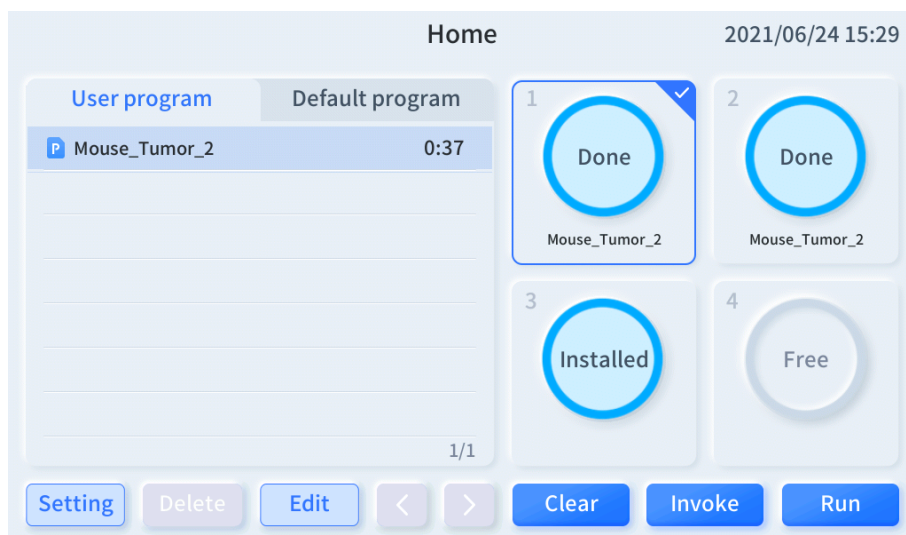 Home
2021/06/24 15:29
User program
Default program
P Mouse_Tumor_2 0:37
1/1
1
Done
Mouse_Tumor_2
2
Done
Mouse_Tumor_2
3
Installed
4
Free
Setting
Delete
Edit
<
>
Clear
Invoke
Run